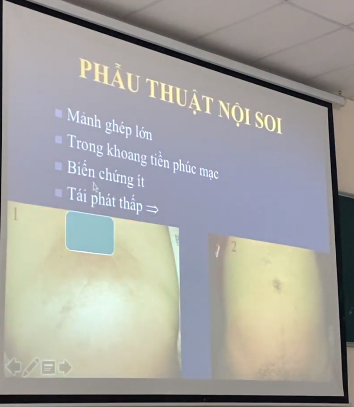 PHẪU THUẬT NỘI SOI
Mảnh ghép lớn
Trong khoang tiền phúc mạc
Biến chứng ít
Tái phát thấp ⇒
1
2